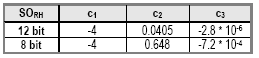 SORH c1 c2 c3
12 bit -4 0.0405 -2.8 * 10-6
8 bit -4 0.648 -7.2 * 10-4